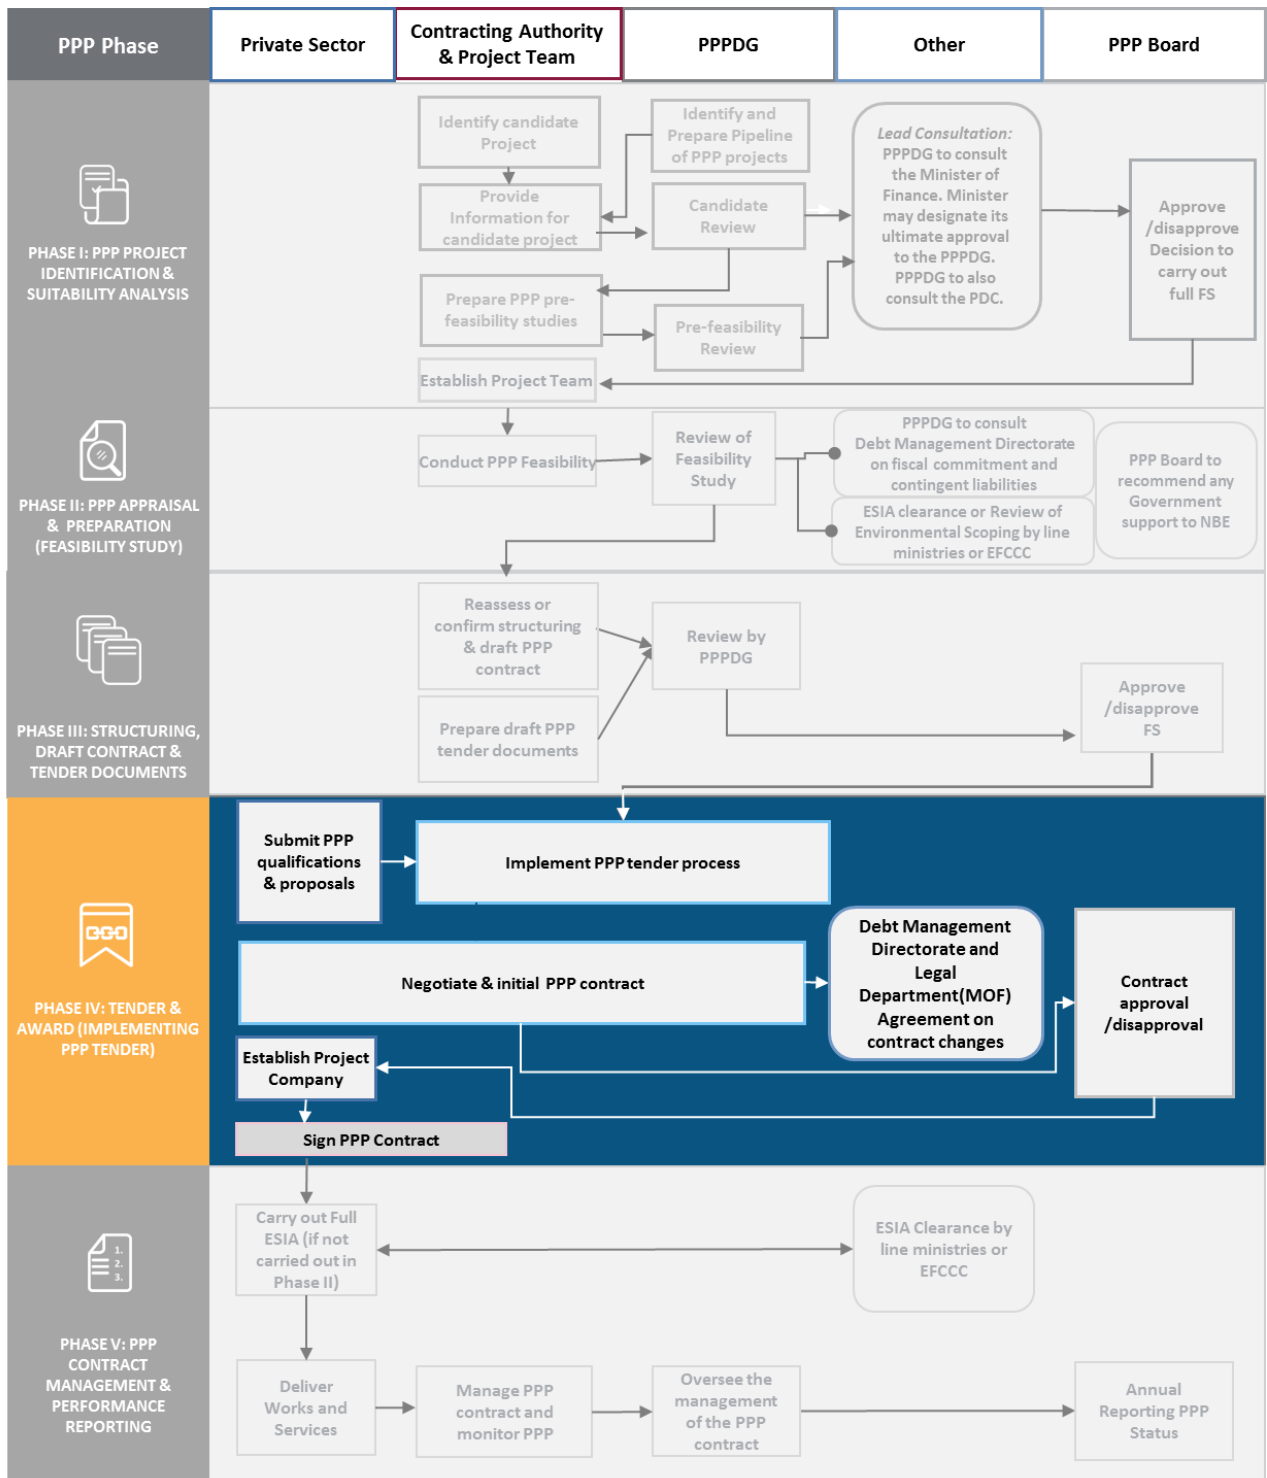 PPP Phase
Private Sector
Contracting Authority
& Project Team
PPPDG
Other
PPP Board
PHASE I: PPP PROJECT
IDENTIFICATION &
SUITABILITY ANALYSIS
Identify candidate
Project
Identify and
Prepare Pipeline
of PPP projects
Provide
Information for
candidate project
Candidate
Review
Lead Consultation:
PPPDG to consult
the Minister of
Finance. Minister
may designate its
ultimate approval
to the PPPDG.
PPPDG to also
consult the PDC.
Approve
/disapprove
Decision to
carry out
full FS
Prepare PPP pre-
feasibility studies
Pre-feasibility
Review
Establish Project Team
PHASE II: PPP APPRAISAL
& PREPARATION
(FEASIBILITY STUDY)
Conduct PPP Feasibility
Review of
Feasibility
Study
PPPDG to consult
Debt Management Directorate
on fiscal commitment and
contingent liabilities
ESIA clearance or Review of
Environmental Scoping by line
ministries or EFCCC
PPP Board to
recommend any
Government
support to NBE
PHASE III: STRUCTURING,
DRAFT CONTRACT &
TENDER DOCUMENTS
Reassess or
confirm structuring
& draft PPP
contract
Prepare draft PPP
tender documents
Review by
PPPDG
Approve
/disapprove
FS
PHASE IV: TENDER &
AWARD (IMPLEMENTING
PPP TENDER)
Submit PPP
qualifications
& proposals
Implement PPP tender process
Negotiate & initial PPP contract
Debt Management
Directorate and
Legal
Department(MOF)
Agreement on
contract changes
Contract
approval
/disapproval
Establish Project
Company
Sign PPP Contract
1.
2.
3.
PHASE V: PPP
CONTRACT
MANAGEMENT &
PERFORMANCE
REPORTING
Carry out Full
ESIA (if not
carried out in
Phase II)
ESIA Clearance by
line ministries or
EFCCC
Deliver
Works and
Services
Manage PPP
contract and
monitor PPP
Oversee the
management
of the PPP
contract
Annual
Reporting PPP
Status